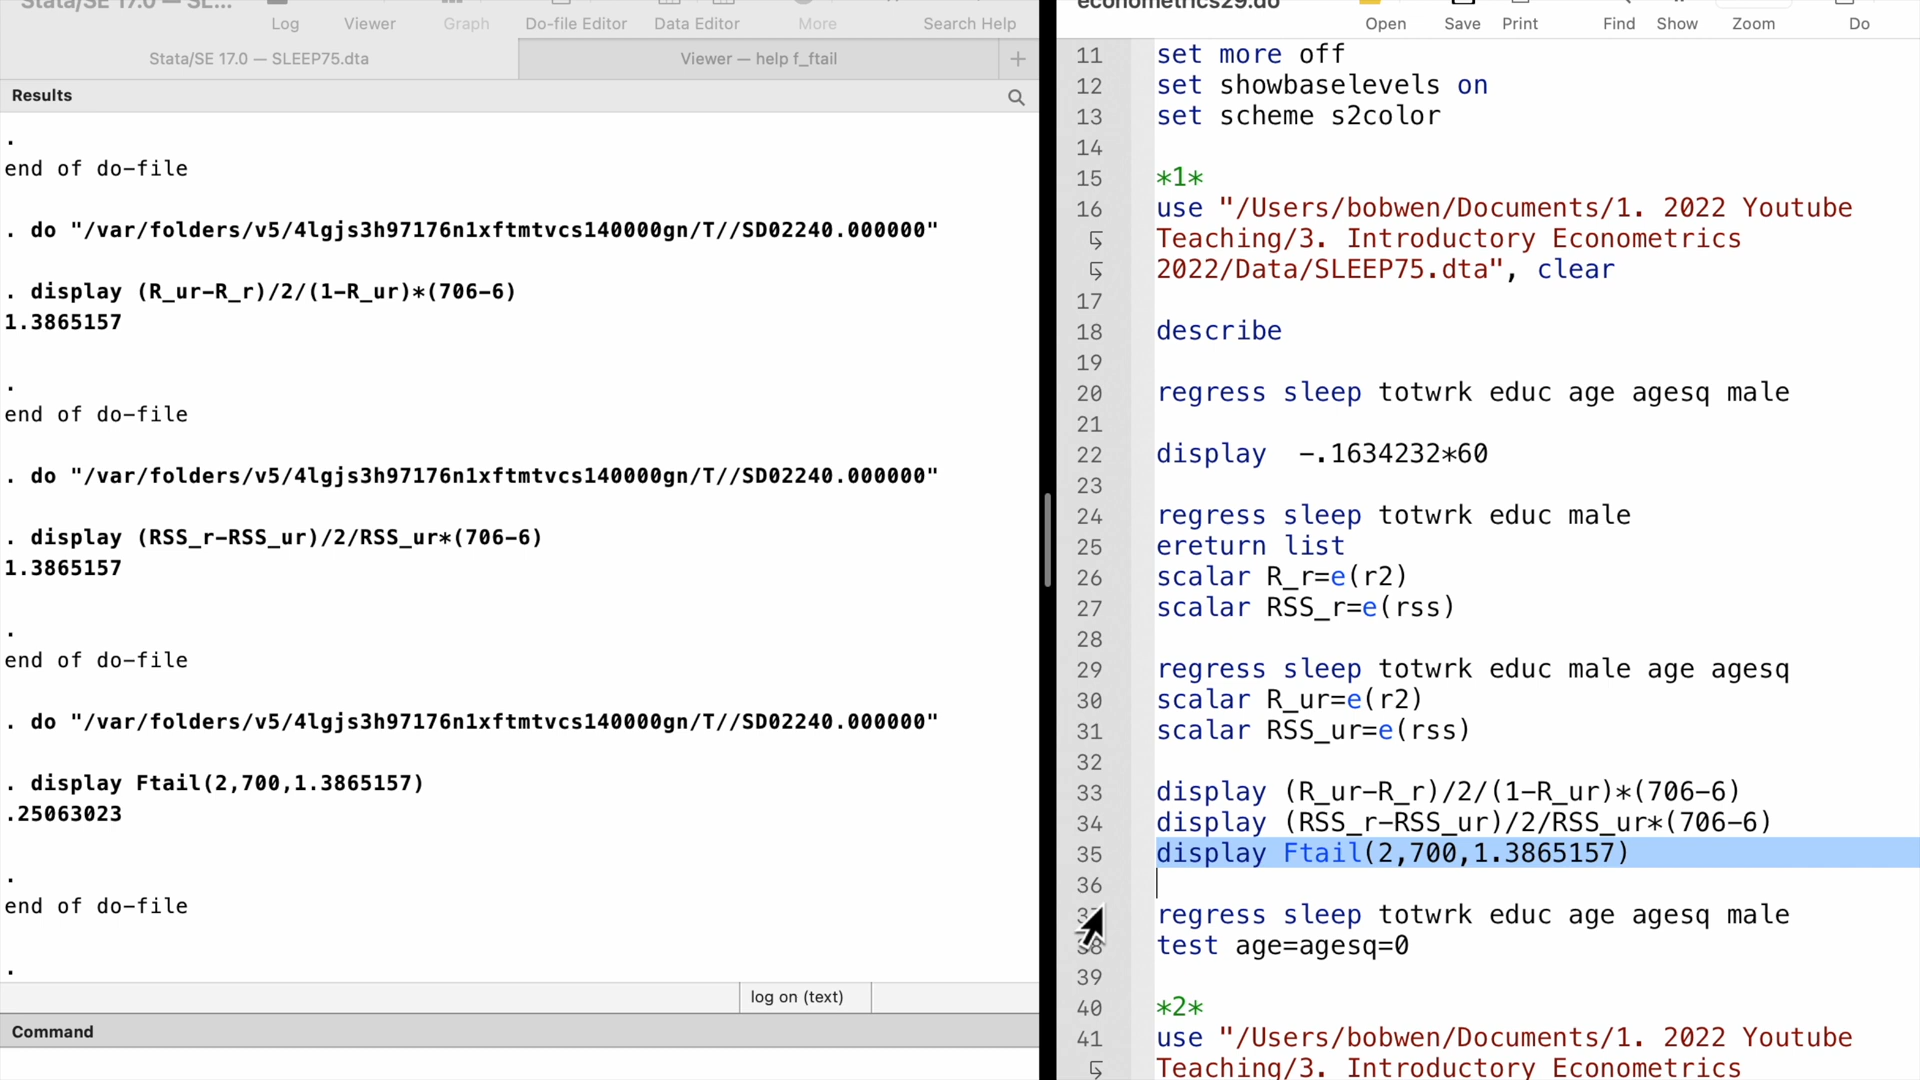 Stata/SE 17.0 — SL...
Log
Viewer
Graph
Do-file Editor
Data Editor
More
Search Help
Stata/SE 17.0 — SLEEP75.dta
Viewer — help f_ftail
+
Results
.
end of do-file
. do "/var/folders/v5/4lgjs3h97176n1xftmtvcs140000gn/T//SD02240.000000"
. display (R_ur-R_r)/2/(1-R_ur)*(706-6)
1.3865157
.
end of do-file
. do "/var/folders/v5/4lgjs3h97176n1xftmtvcs140000gn/T//SD02240.000000"
. display (RSS_r-RSS_ur)/2/RSS_ur*(706-6)
1.3865157
.
end of do-file
. do "/var/folders/v5/4lgjs3h97176n1xftmtvcs140000gn/T//SD02240.000000"
. display Ftail(2,700,1.3865157)
.25063023
.
end of do-file
.
log on (text)
Command
econometrics29.do
Open
Save
Print
Find
Show
Zoom
Do
11 set more off
12 set showbaselevels on
13 set scheme s2color
14
15 *1*
16 use "/Users/bobwen/Documents/1. 2022 Youtube
Teaching/3. Introductory Econometrics
2022/Data/SLEEP75.dta", clear
17
18 describe
19
20 regress sleep totwrk educ age agesq male
21
22 display  -.1634232*60
23
24 regress sleep totwrk educ male
25 ereturn list
26 scalar R_r=e(r2)
27 scalar RSS_r=e(rss)
28
29 regress sleep totwrk educ male age agesq
30 scalar R_ur=e(r2)
31 scalar RSS_ur=e(rss)
32
33 display (R_ur-R_r)/2/(1-R_ur)*(706-6)
34 display (RSS_r-RSS_ur)/2/RSS_ur*(706-6)
35 display Ftail(2,700,1.3865157)
36
37 regress sleep totwrk educ age agesq male
38 test age=agesq=0
39
40 *2*
41 use "/Users/bobwen/Documents/1. 2022 Youtube
Teaching/3. Introductory Econometrics